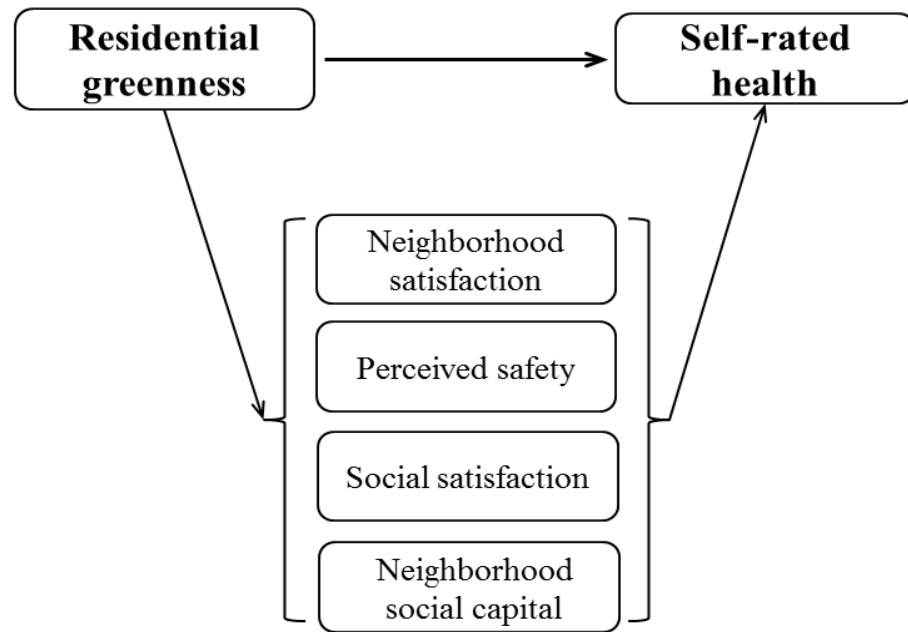 Residential
greenness
Self-rated
health
Neighborhood
satisfaction
Perceived safety
Social satisfaction
Neighborhood
social capital